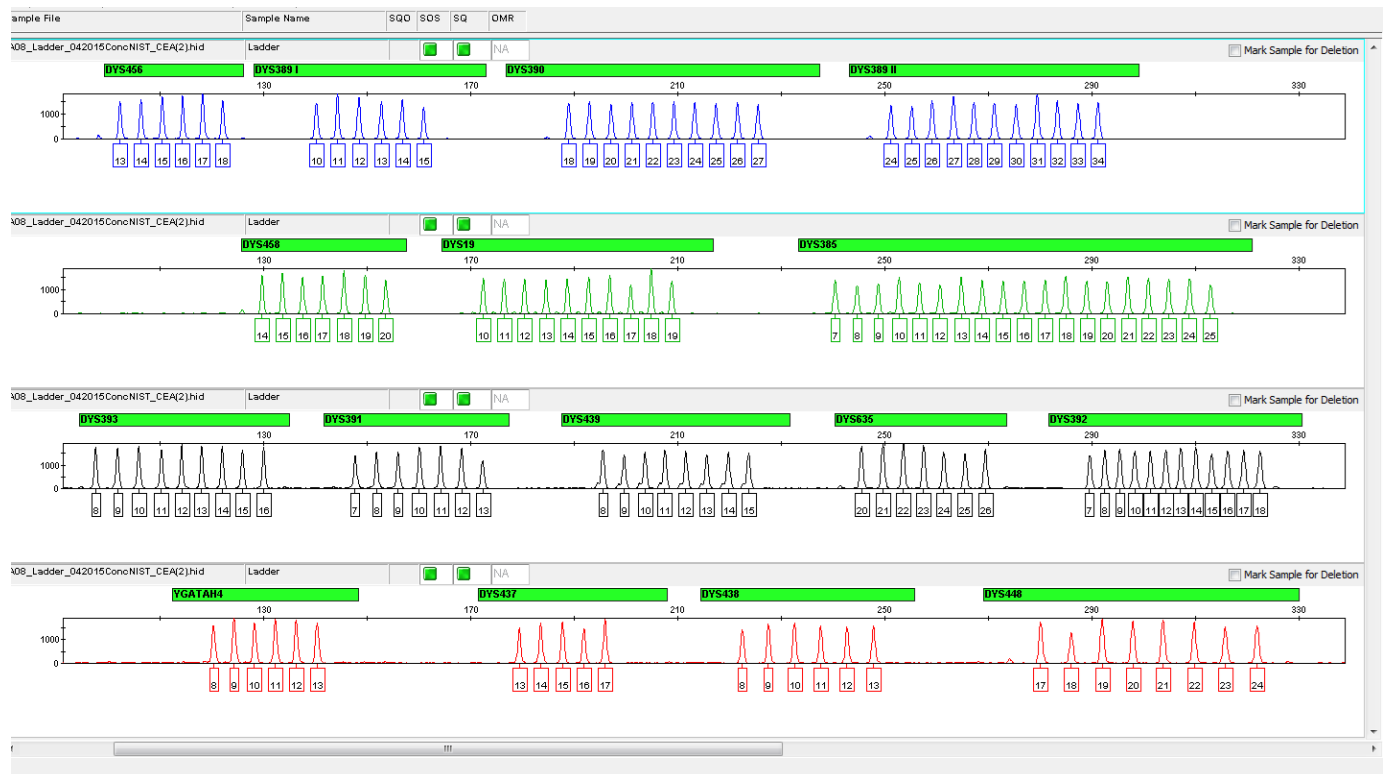 ample File Sample Name SQO SOS SQ OMR
A08_Ladder_042015ConcNIST_CEA(2).hid Ladder NA Mark Sample for Deletion
DYS456 DYS389 I DYS390 DYS389 II
130 170 210 250 290 330
1000
0
13 14 15 16 17 18 10 11 12 13 14 15 18 19 20 21 22 23 24 25 26 27 24 25 26 27 28 29 30 31 32 33 34
A08_Ladder_042015ConcNIST_CEA(2).hid Ladder NA Mark Sample for Deletion
DYS458 DYS19 DYS385
130 170 210 250 290 330
1000
0
14 15 16 17 18 19 20 10 11 12 13 14 15 16 17 18 19 7 8 9 10 11 12 13 14 15 16 17 18 19 20 21 22 23 24 25
A08_Ladder_042015ConcNIST_CEA(2).hid Ladder NA Mark Sample for Deletion
DYS393 DYS391 DYS439 DYS635 DYS392
130 170 210 250 290 330
1000
0
8 9 10 11 12 13 14 15 16 7 8 9 10 11 12 13 8 9 10 11 12 13 14 15 20 21 22 23 24 25 26 7 8 9 10 11 12 13 14 15 16 17 18
A08_Ladder_042015ConcNIST_CEA(2).hid Ladder NA Mark Sample for Deletion
YGATAH4 DYS437 DYS438 DYS448
130 170 210 250 290 330
1000
0
8 9 10 11 12 13 13 14 15 16 17 8 9 10 11 12 13 17 18 19 20 21 22 23 24